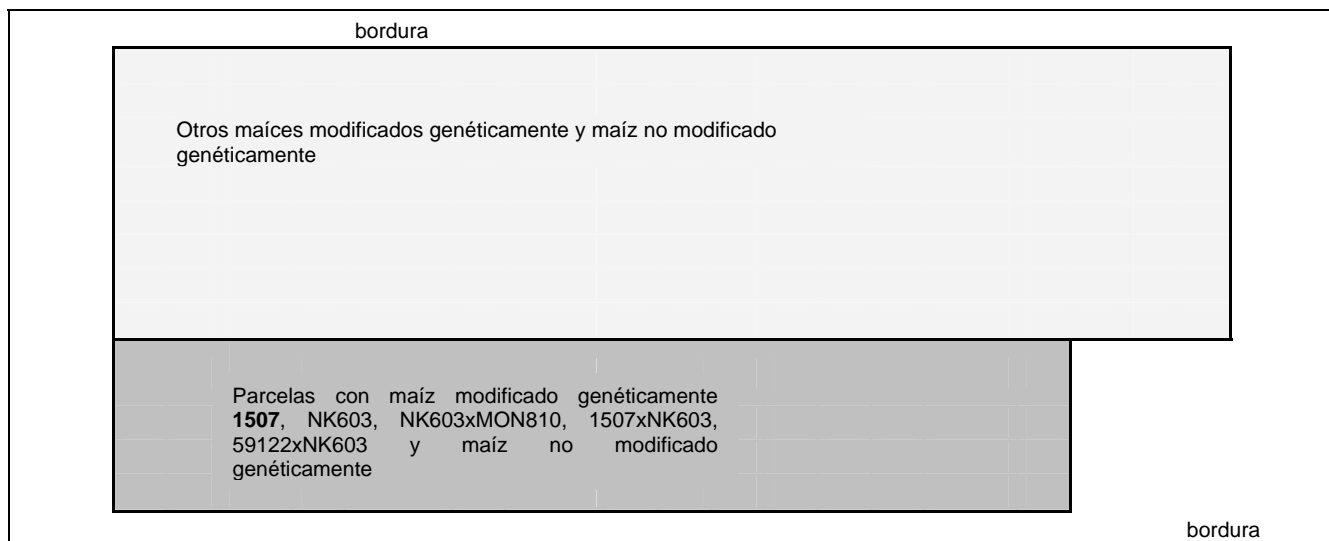 bordura
Otros maíces modificados genéticamente y maíz no modificado
genéticamente
Parcelas con maíz modificado genéticamente
1507, NK603, NK603xMON810, 1507xNK603,
59122xNK603 y maíz no modificado
genéticamente
bordura